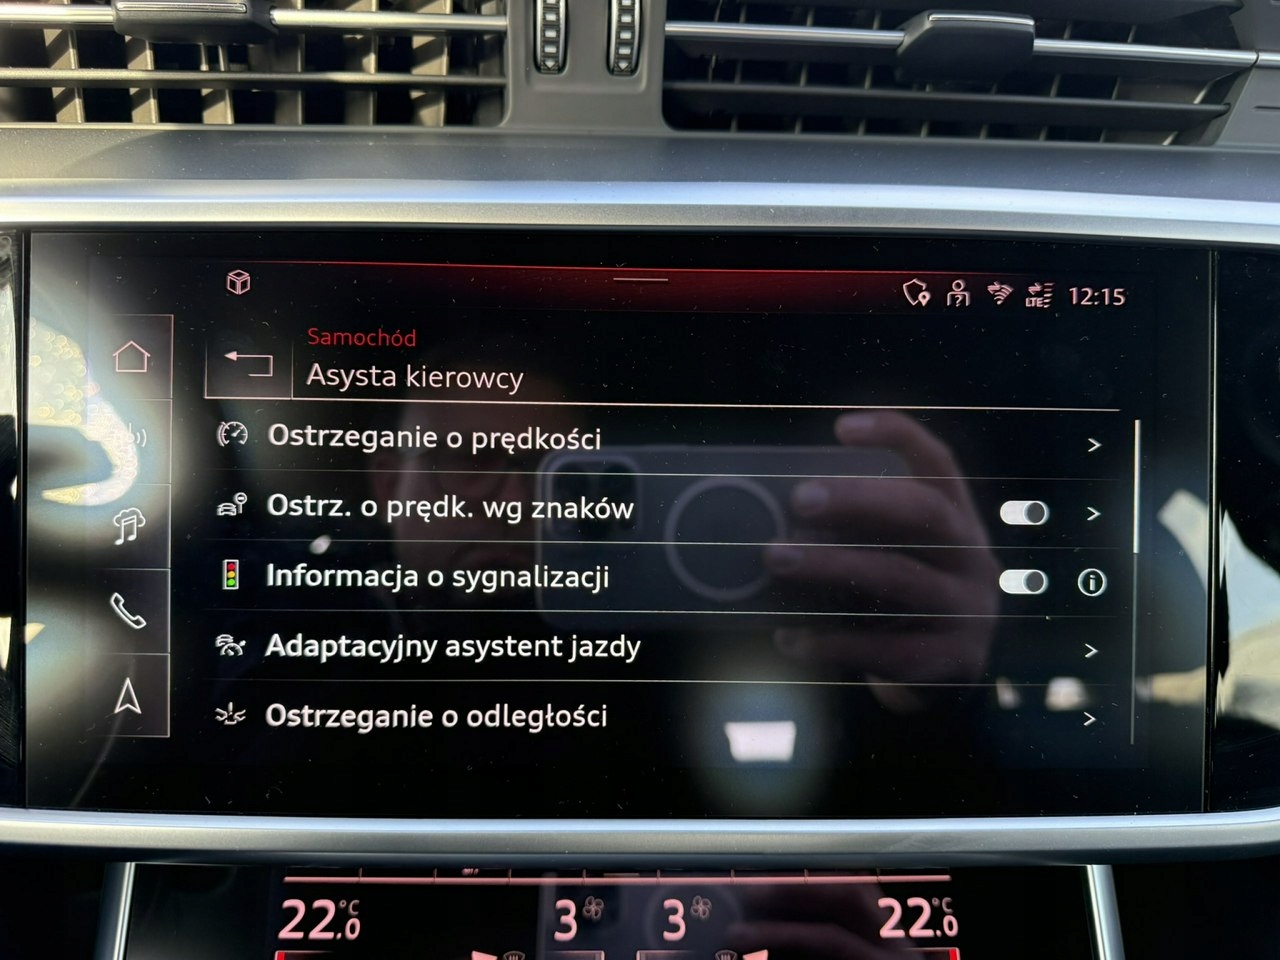 LTE 12:15
Samochód
Asysta kierowcy
Ostrzeganie o prędkości
Ostrz. o prędk. wg znaków
Informacja o sygnalizacji
Adaptacyjny asystent jazdy
Ostrzeganie o odległości
22.0 °C 3 3 22.0 °C